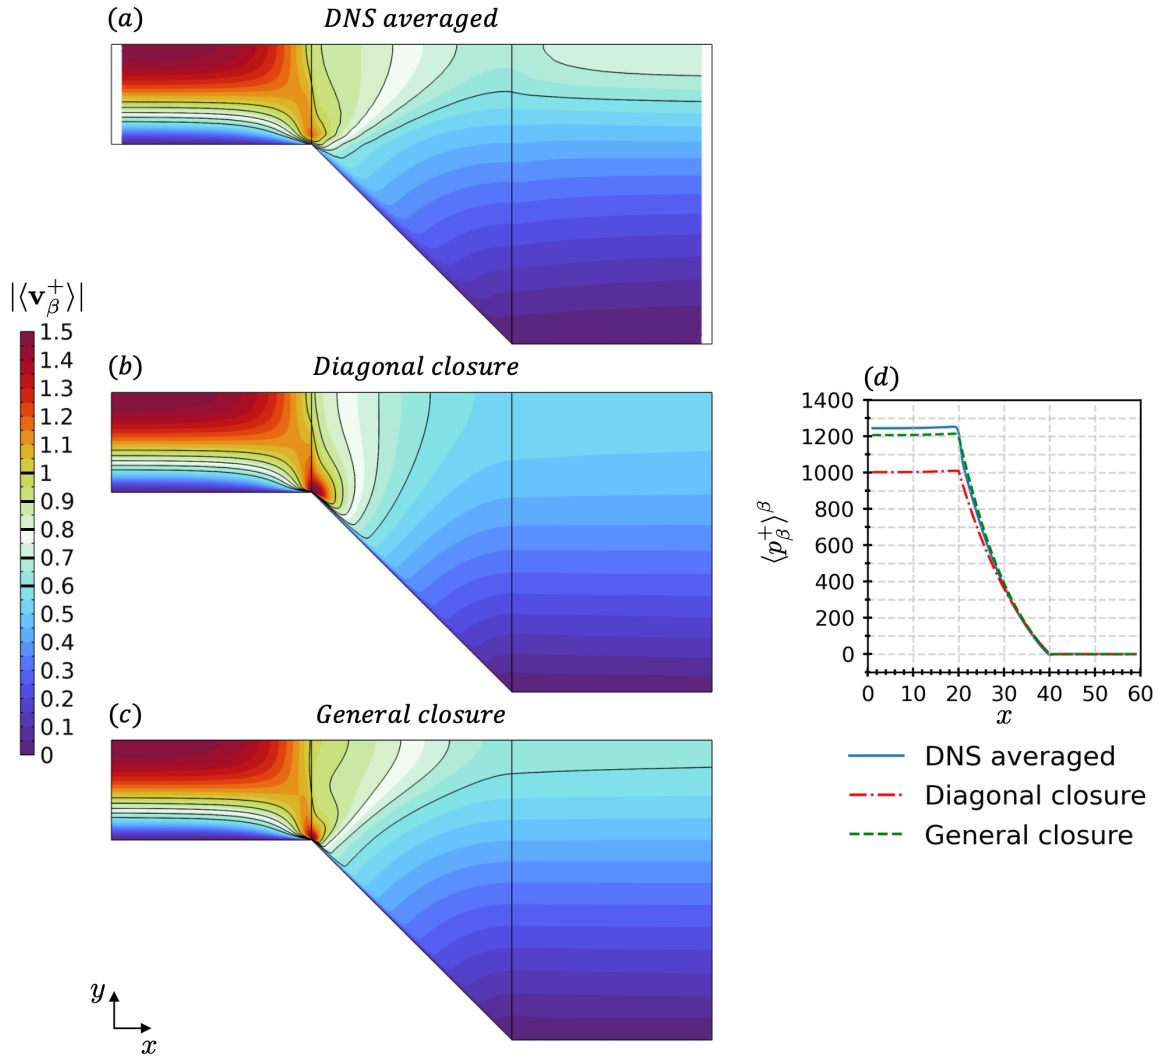 (a) DNS averaged
|⟨v_β^+⟩|
1.5
1.4
1.3
1.2
1.1
1
0.9
0.8
0.7
0.6
0.5
0.4
0.3
0.2
0.1
0
(b) Diagonal closure
(c) General closure
y
x
(d)
1400
1200
1000
800
600
400
200
0
⟨p_β^+⟩^β
0 10 20 30 40 50 60
x
DNS averaged
Diagonal closure
General closure